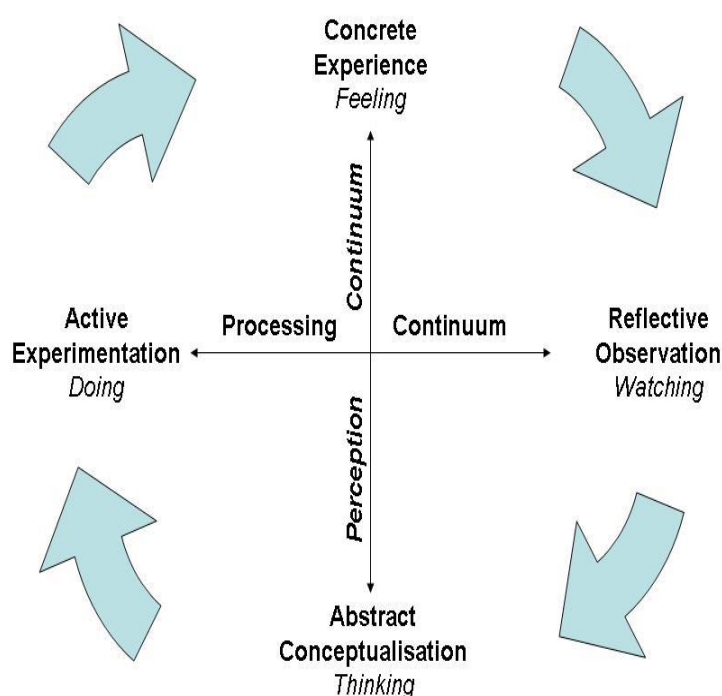 Concrete
Experience
Feeling
Continuum
Processing
Continuum
Active
Experimentation
Doing
Reflective
Observation
Watching
Perception
Abstract
Conceptualisation
Thinking